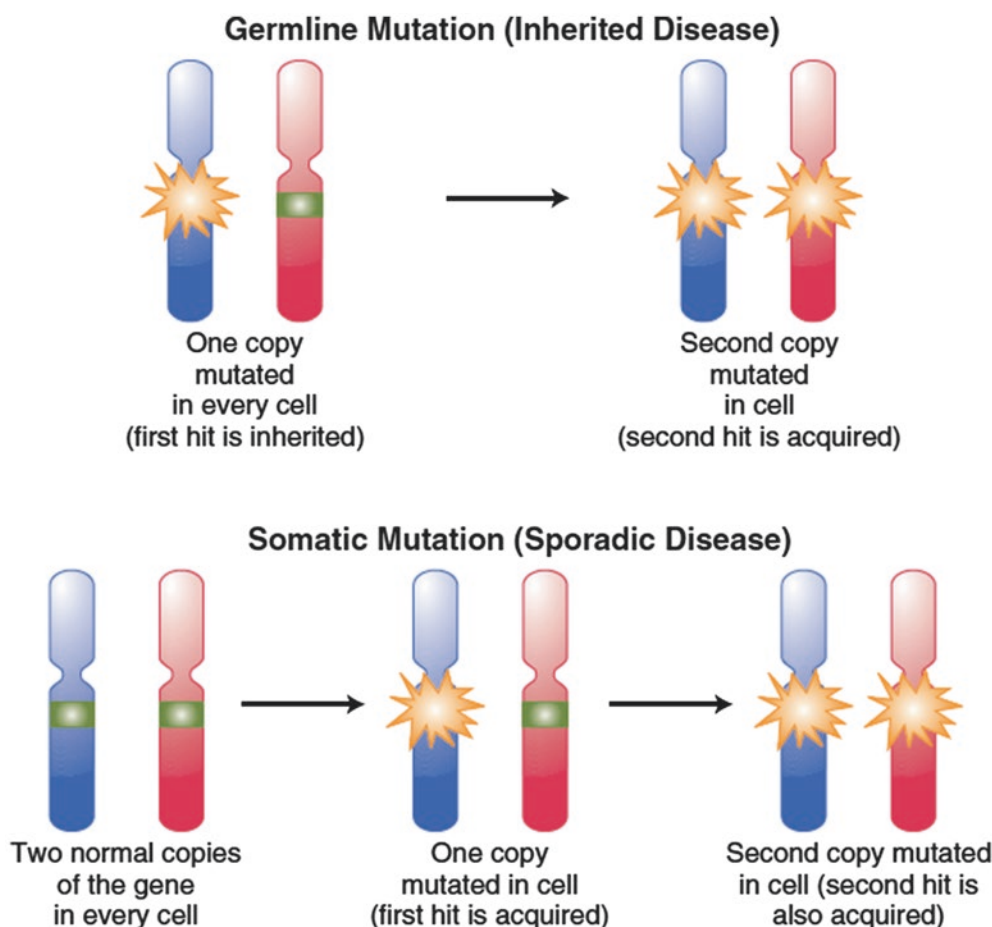 Germline Mutation (Inherited Disease)
One copy
mutated
in every cell
(first hit is inherited)
Second copy
mutated
in cell
(second hit is acquired)
Somatic Mutation (Sporadic Disease)
Two normal copies
of the gene
in every cell
One copy
mutated in cell
(first hit is acquired)
Second copy mutated
in cell (second hit is
also acquired)